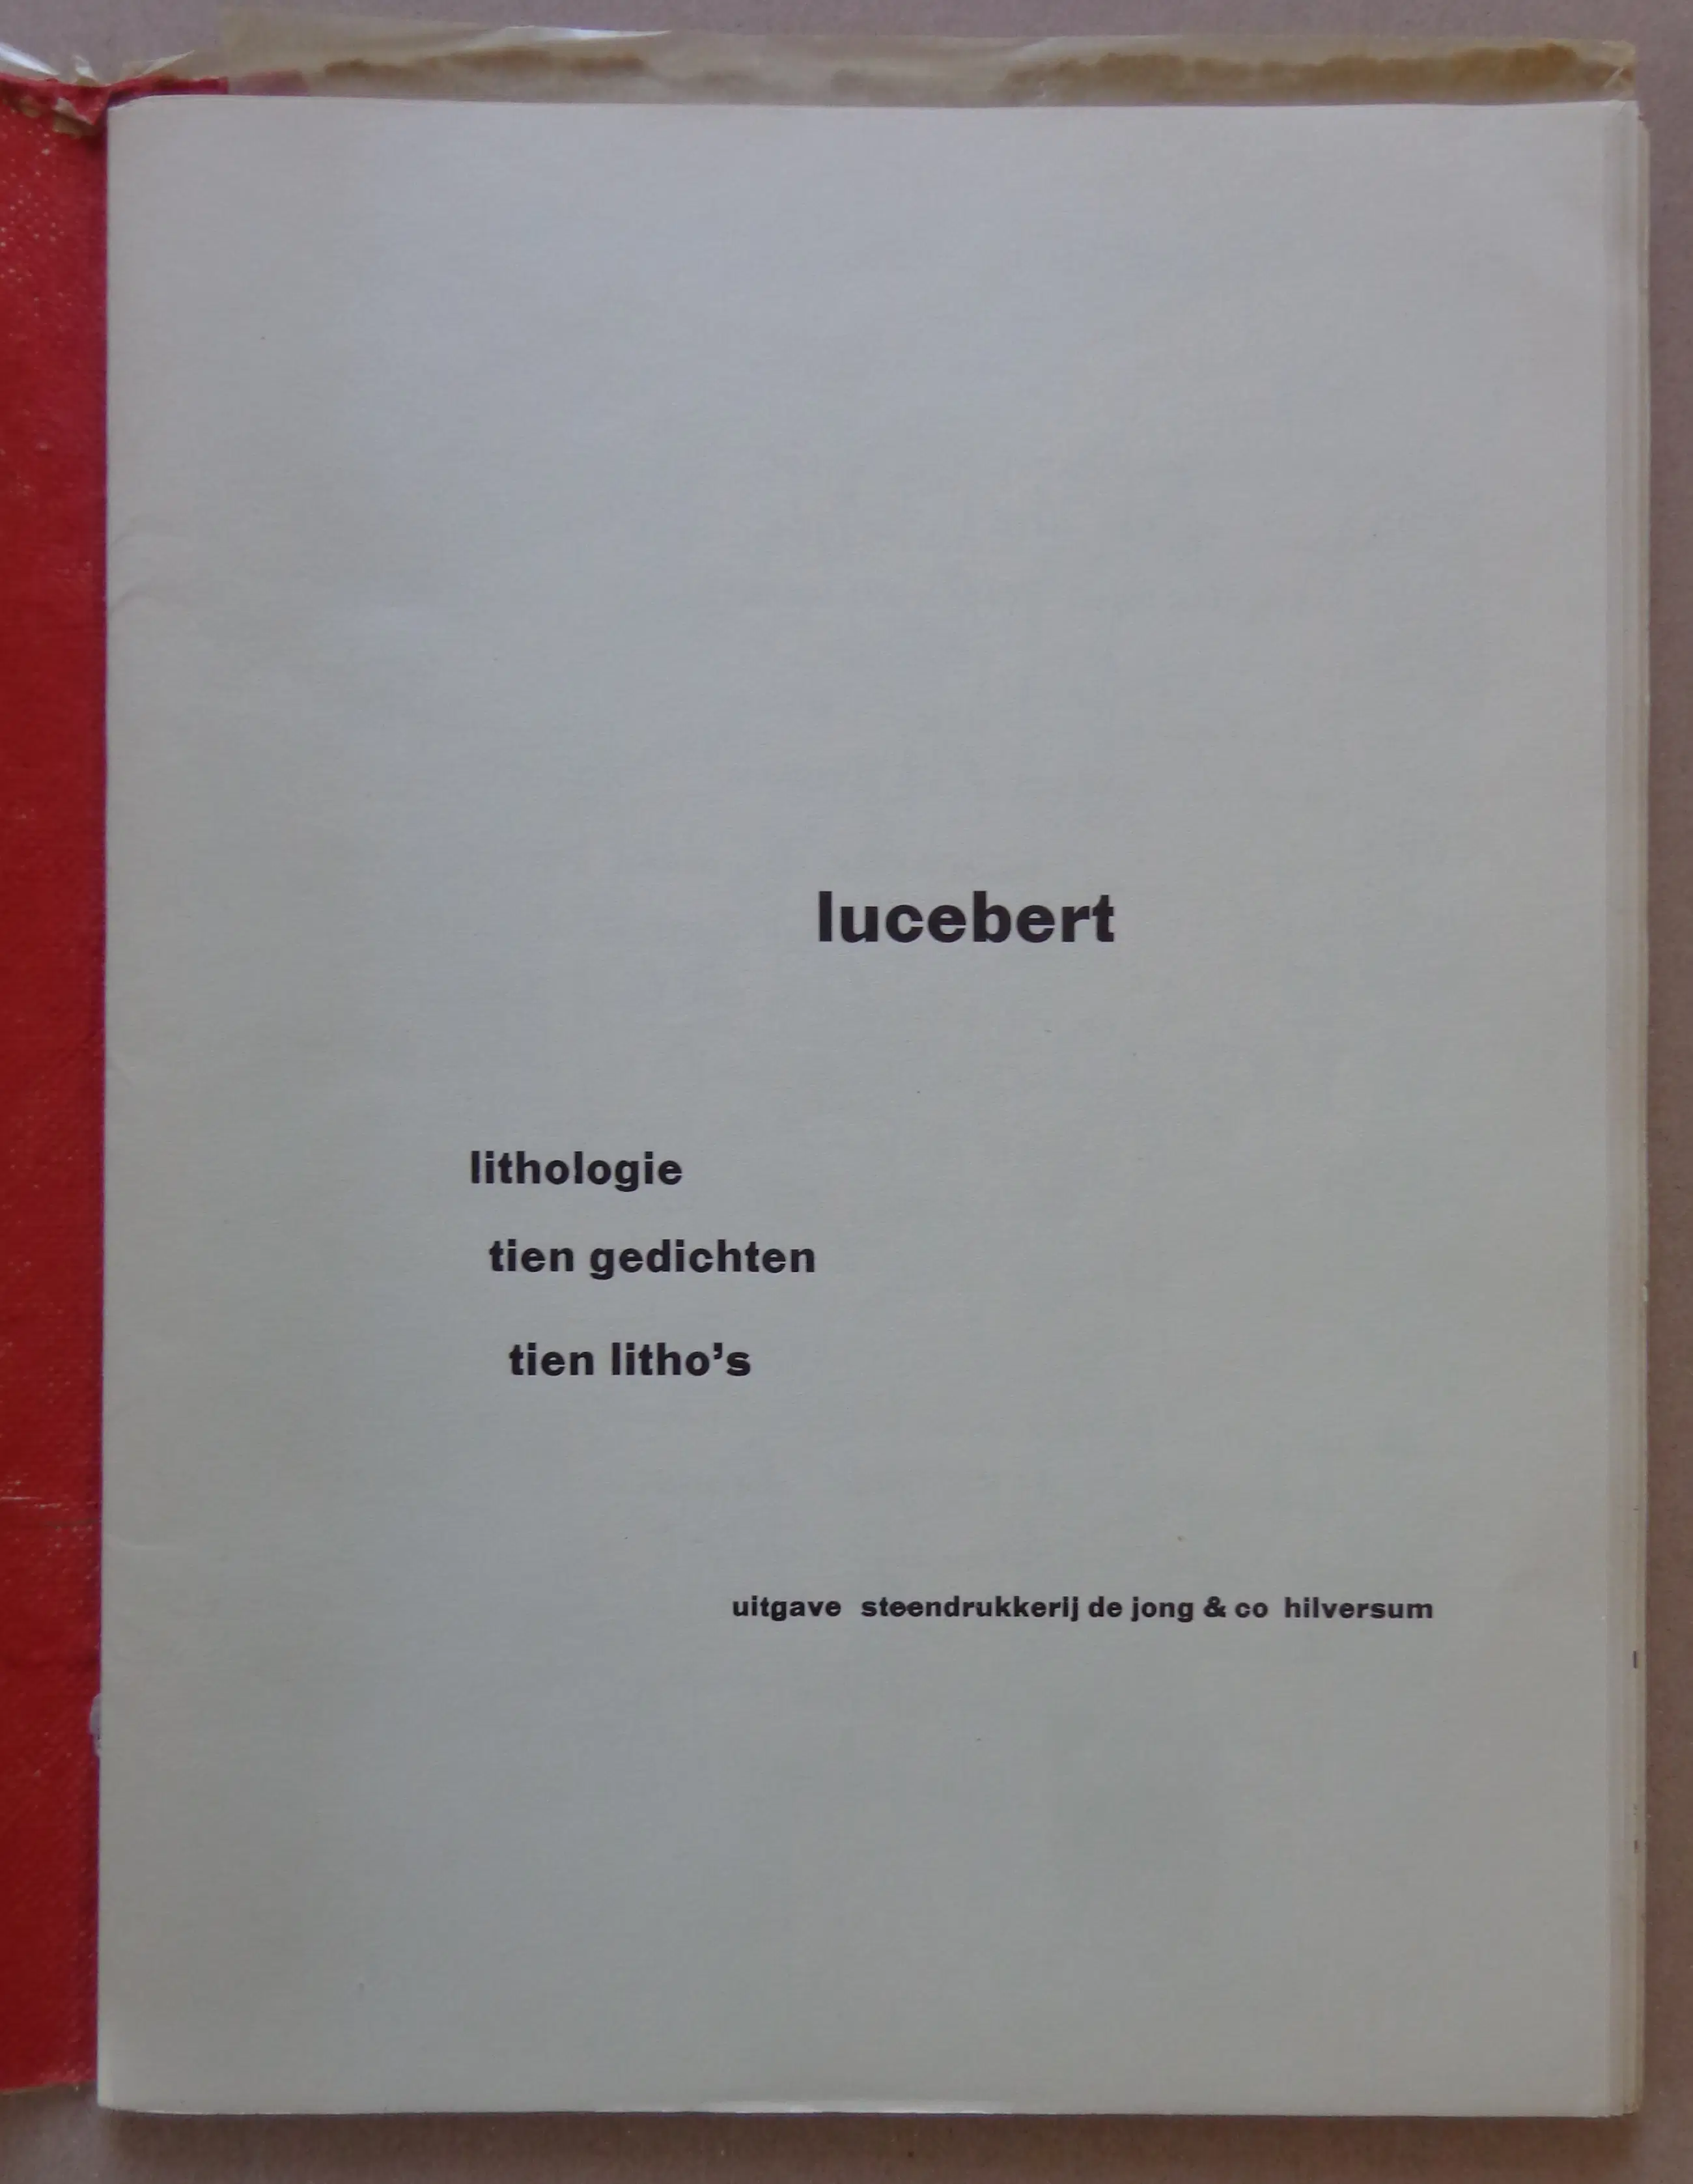 lucebert
lithologie
tien gedichten
tien litho’s
uitgave steendrukkerij de jong & co hilversum